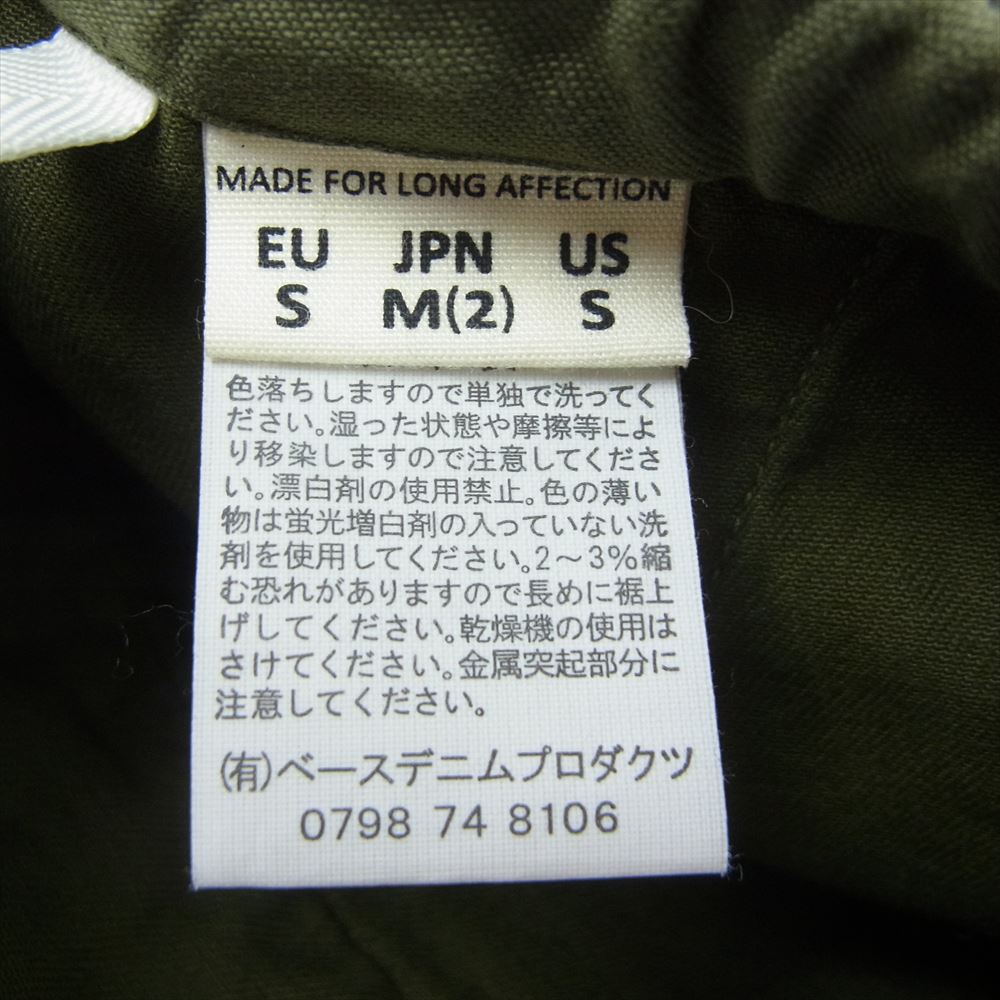 MADE FOR LONG AFFECTION
EU JPN US
S M(2) S
色落ちしますので単独で洗ってく
ださい。湿った状態や摩擦等によ
り移染しますので注意してくださ
い。漂白剤の使用禁止。色の薄い
物は蛍光増白剤の入っていない洗
剤を使用してください。2～3%縮
む恐れがありますので長めに裾上
げしてください。乾燥機の使用は
さけてください。金属突起部分に
注意してください。
(有)ベースデニムプロダクツ
0798 74 8106